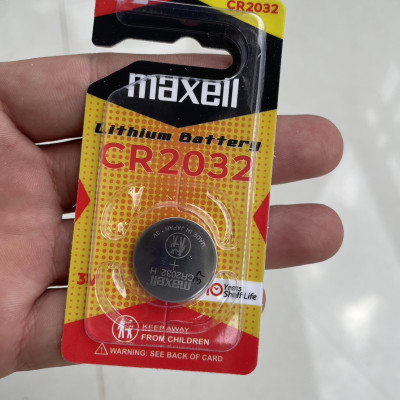 CR2032
maxell
Lithium Battery
CR2032
MADE IN JAPAN
+
CR2032 H
maxell
3V
10 Years
Shelf Life
KEEP AWAY
FROM CHILDREN
WARNING: SEE BACK OF CARD